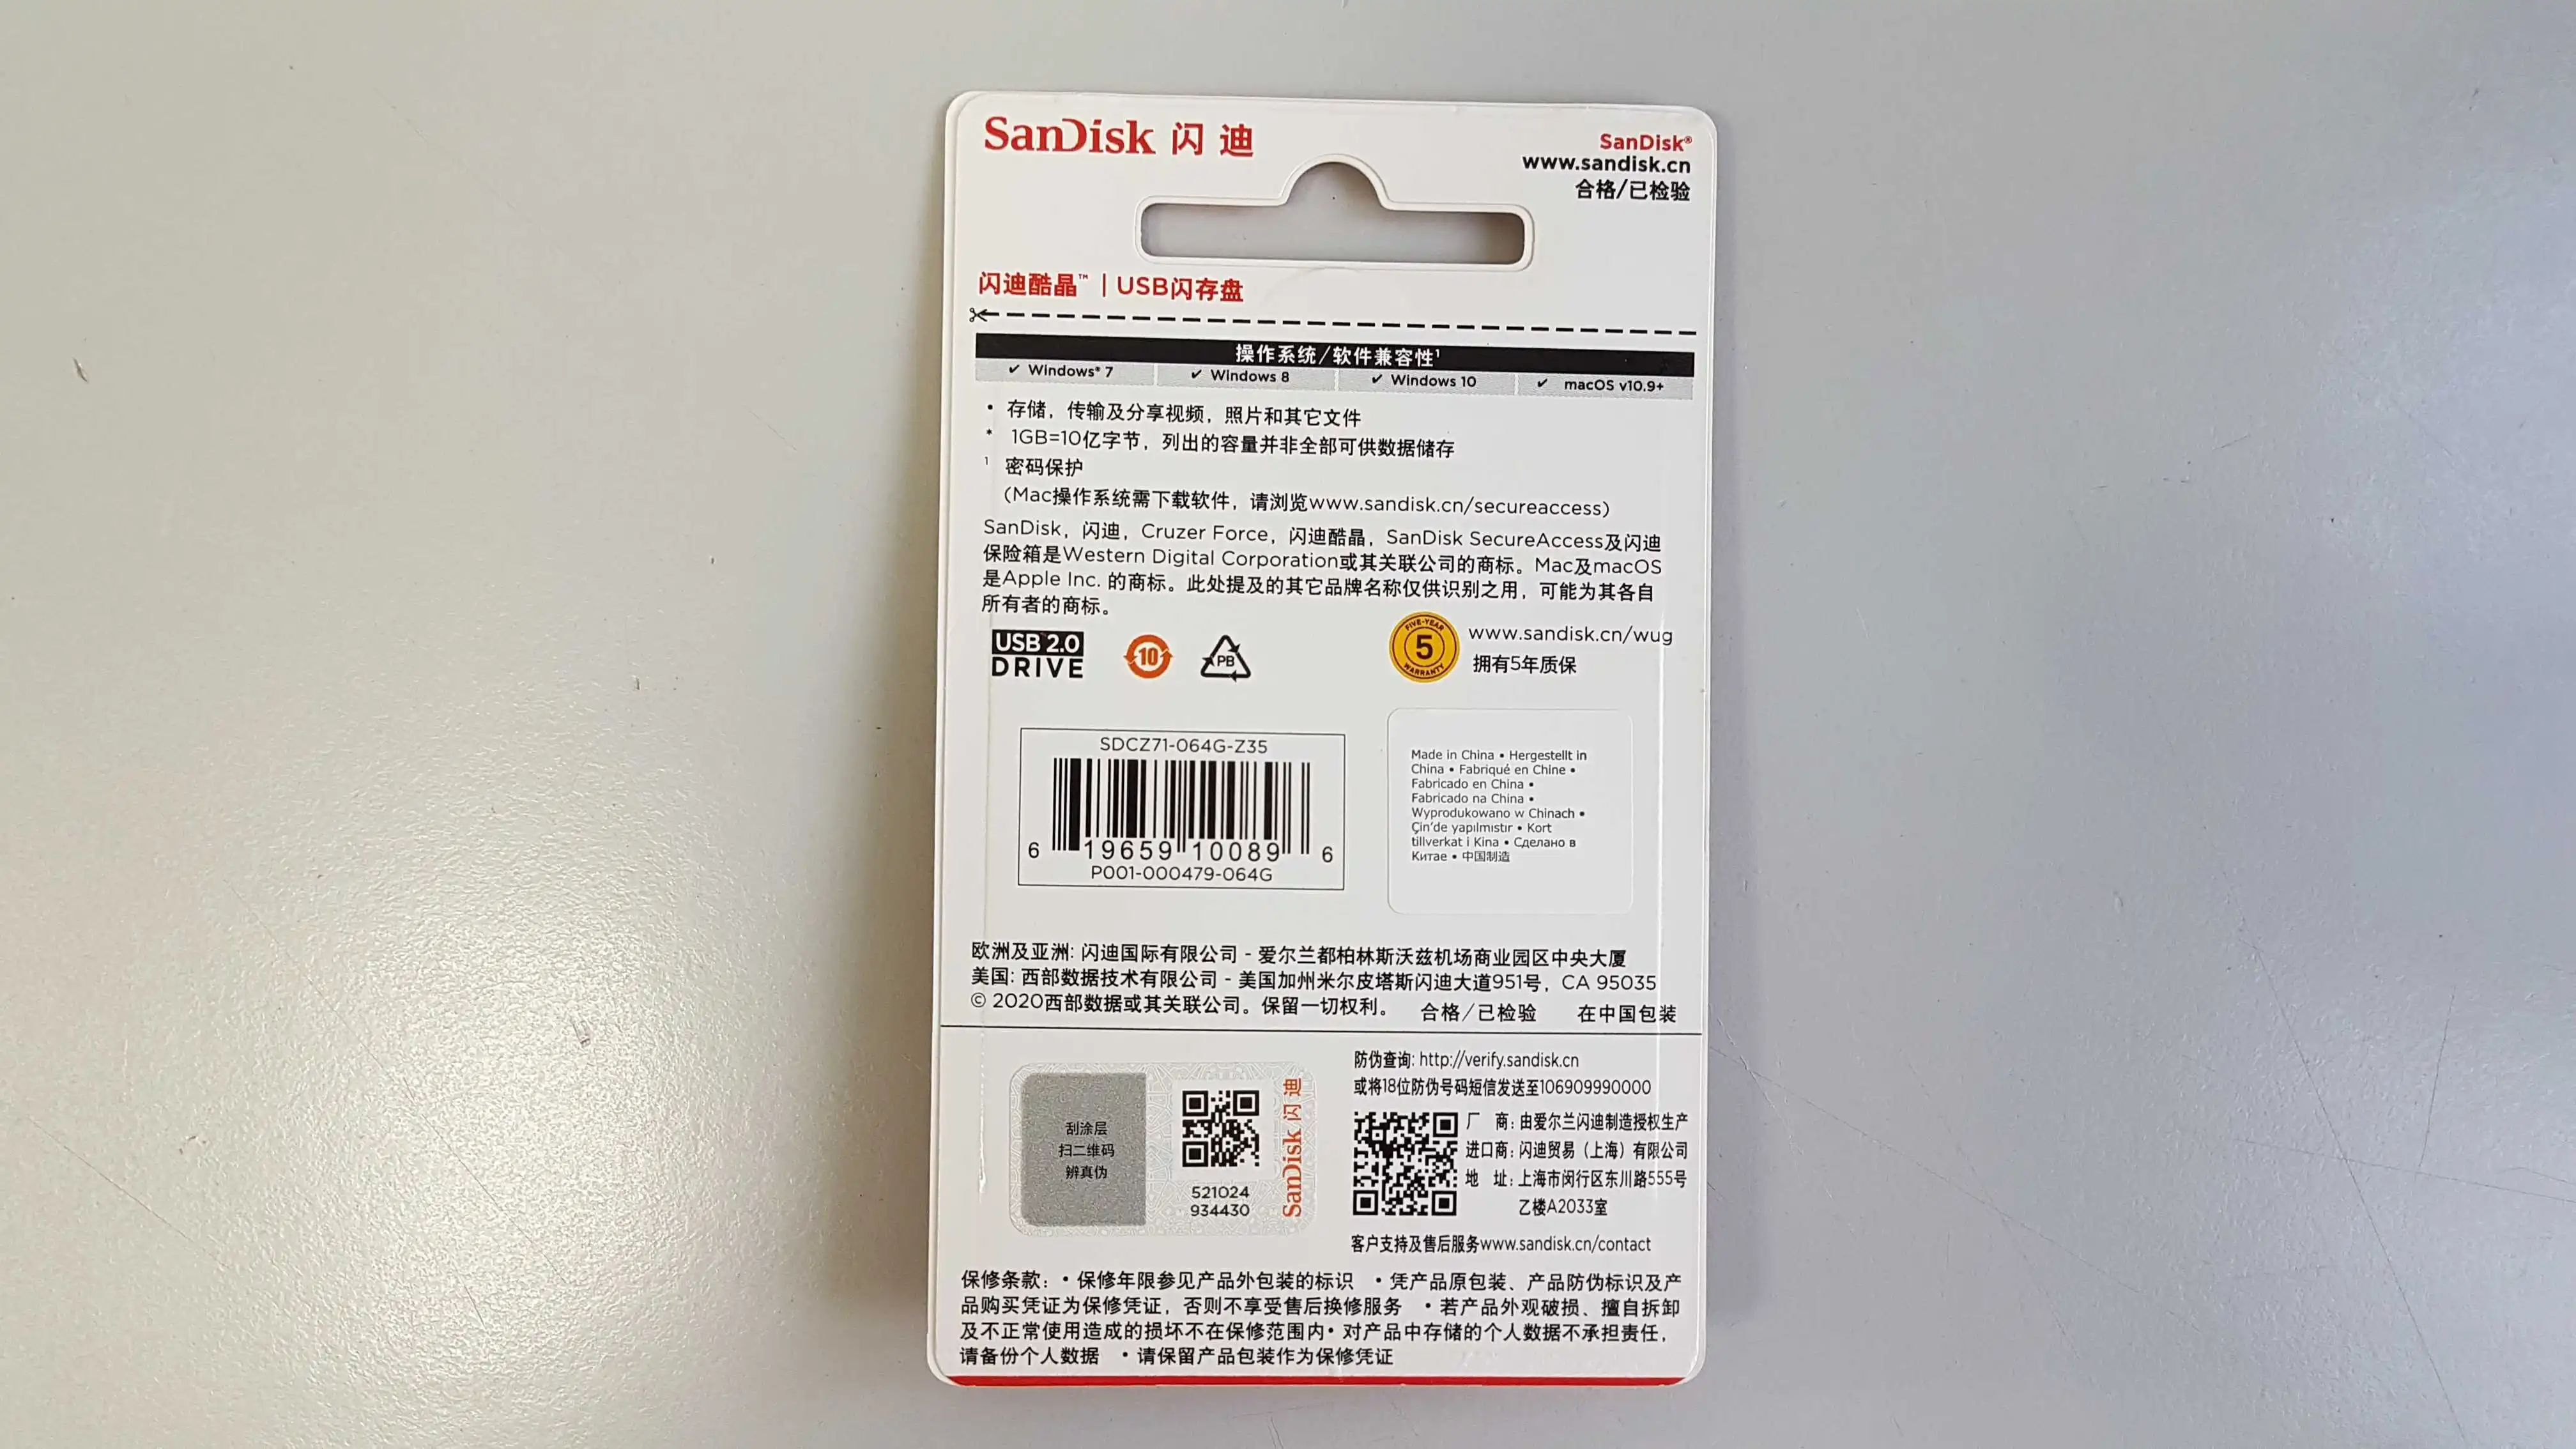 SanDisk 闪迪
SanDisk®
www.sandisk.cn
合格/已检验
闪迪酷晶™ | USB闪存盘
操作系统/软件兼容性¹
✓ Windows® 7 ✓ Windows 8 ✓ Windows 10 ✓ macOS v10.9+
• 存储，传输及分享视频，照片和其它文件
* 1GB=10亿字节，列出的容量并非全部可供数据储存
¹ 密码保护
(Mac操作系统需下载软件，请浏览www.sandisk.cn/secureaccess)
SanDisk，闪迪，Cruzer Force，闪迪酷晶，SanDisk SecureAccess及闪迪
保险箱是Western Digital Corporation或其关联公司的商标。Mac及macOS
是Apple Inc. 的商标。此处提及的其它品牌名称仅供识别之用，可能为其各自
所有者的商标。
USB 2.0
DRIVE
10
PB
FIVE-YEAR
5
WARRANTY
www.sandisk.cn/wug
拥有5年质保
SDCZ71-064G-Z35
6 19659 10089 6
P001-000479-064G
Made in China • Hergestellt in
China • Fabriqué en Chine •
Fabricado en China •
Fabricado na China •
Wyprodukowano w Chinach •
Çin'de yapılmıstır • Kort
tillverkat i Kina • Сделано в
Китае • 中国制造
欧洲及亚洲: 闪迪国际有限公司 - 爱尔兰都柏林斯沃兹机场商业园区中央大厦
美国: 西部数据技术有限公司 - 美国加州米尔皮塔斯闪迪大道951号，CA 95035
© 2020西部数据或其关联公司。保留一切权利。 合格/已检验 在中国包装
刮涂层
扫二维码
辨真伪
521024
934430
SanDisk 闪迪
防伪查询: http://verify.sandisk.cn
或将18位防伪号码短信发送至106909990000
厂 商: 由爱尔兰闪迪制造授权生产
进口商: 闪迪贸易（上海）有限公司
地 址: 上海市闵行区东川路555号
乙楼A2033室
客户支持及售后服务www.sandisk.cn/contact
保修条款: • 保修年限参见产品外包装的标识 • 凭产品原包装、产品防伪标识及产
品购买凭证为保修凭证，否则不享受售后换修服务 • 若产品外观破损、擅自拆卸
及不正常使用造成的损坏不在保修范围内• 对产品中存储的个人数据不承担责任，
请备份个人数据 • 请保留产品包装作为保修凭证